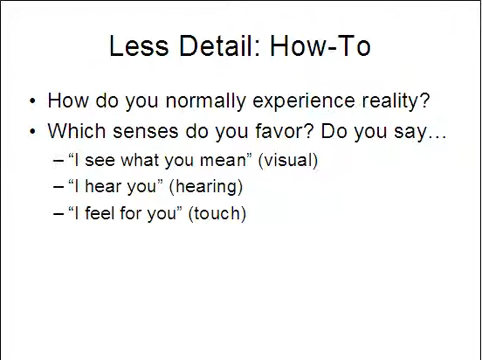 Less Detail: How-To
• How do you normally experience reality?
• Which senses do you favor? Do you say…
– “I see what you mean” (visual)
– “I hear you” (hearing)
– “I feel for you” (touch)